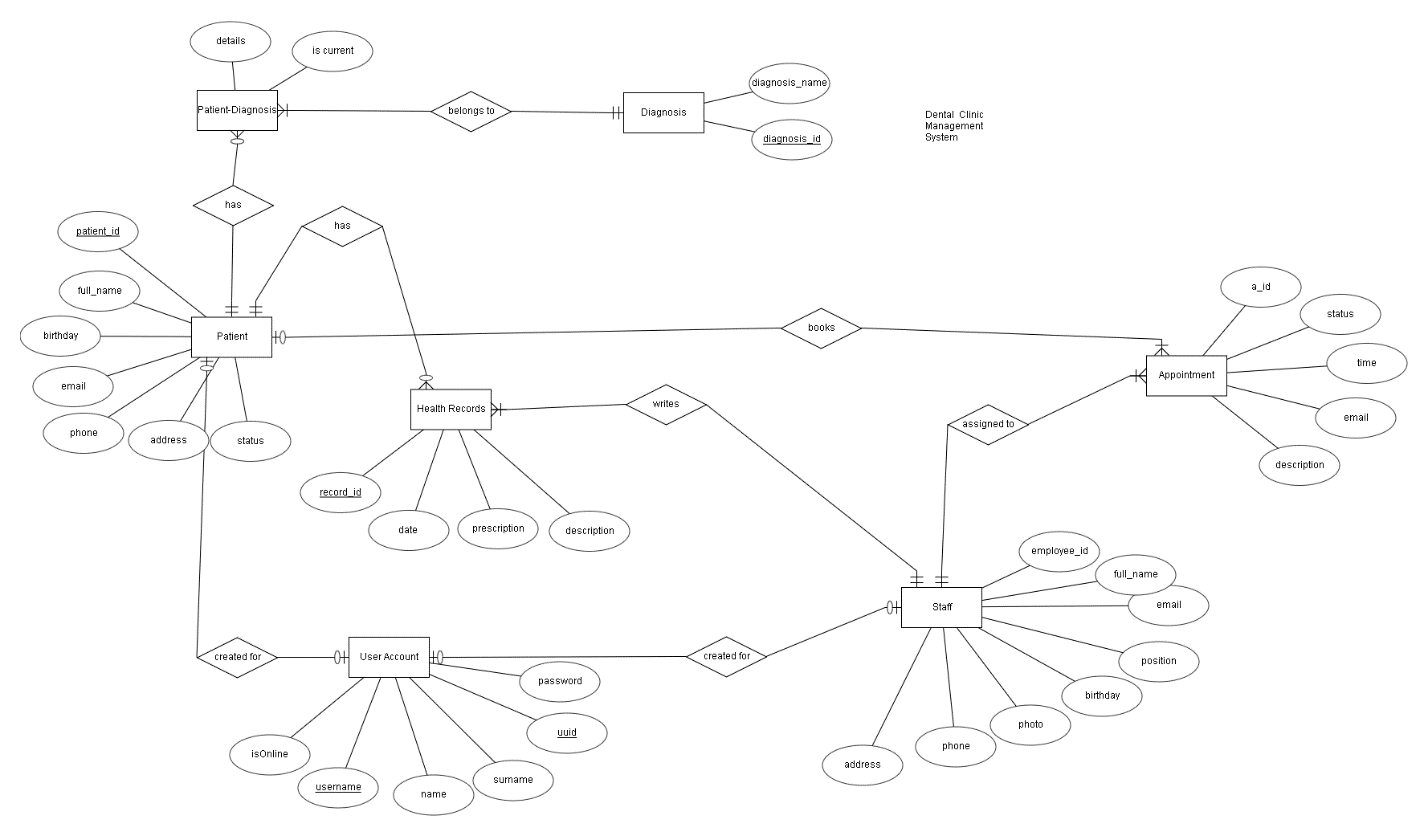 details
is current
Patient-Diagnosis
belongs to
Diagnosis
diagnosis_name
diagnosis_id
Dental Clinic
Management
System
has
has
patient_id
full_name
birthday
email
phone
address
status
Patient
books
a_id
status
time
email
description
Appointment
Health Records
writes
assigned to
record_id
date
prescription
description
employee_id
full_name
email
position
birthday
photo
phone
address
Staff
created for
User Account
created for
password
uuid
surname
name
username
isOnline